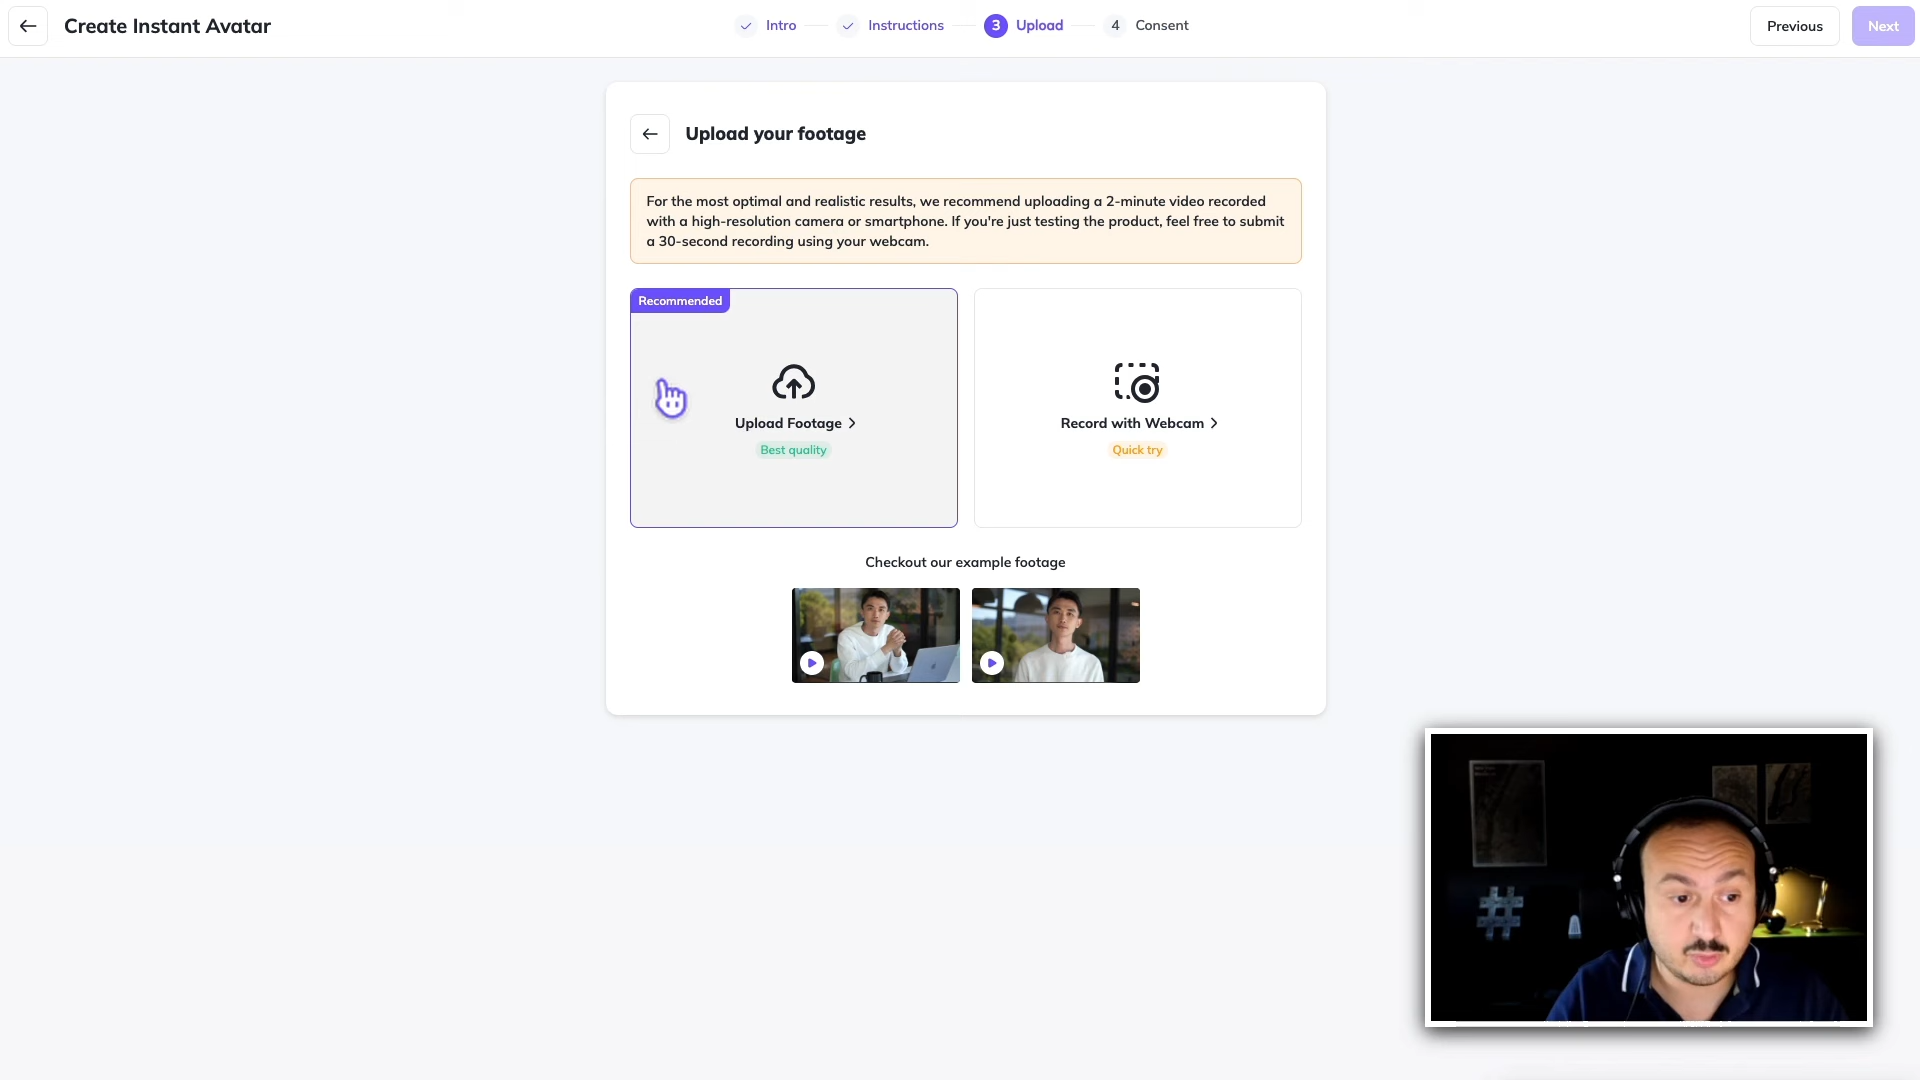 Create Instant Avatar
Intro
Instructions
3 Upload
4 Consent
Previous
Next
Upload your footage
For the most optimal and realistic results, we recommend uploading a 2-minute video recorded
with a high-resolution camera or smartphone. If you're just testing the product, feel free to submit
a 30-second recording using your webcam.
Recommended
Upload Footage
Best quality
Record with Webcam
Quick try
Checkout our example footage
#